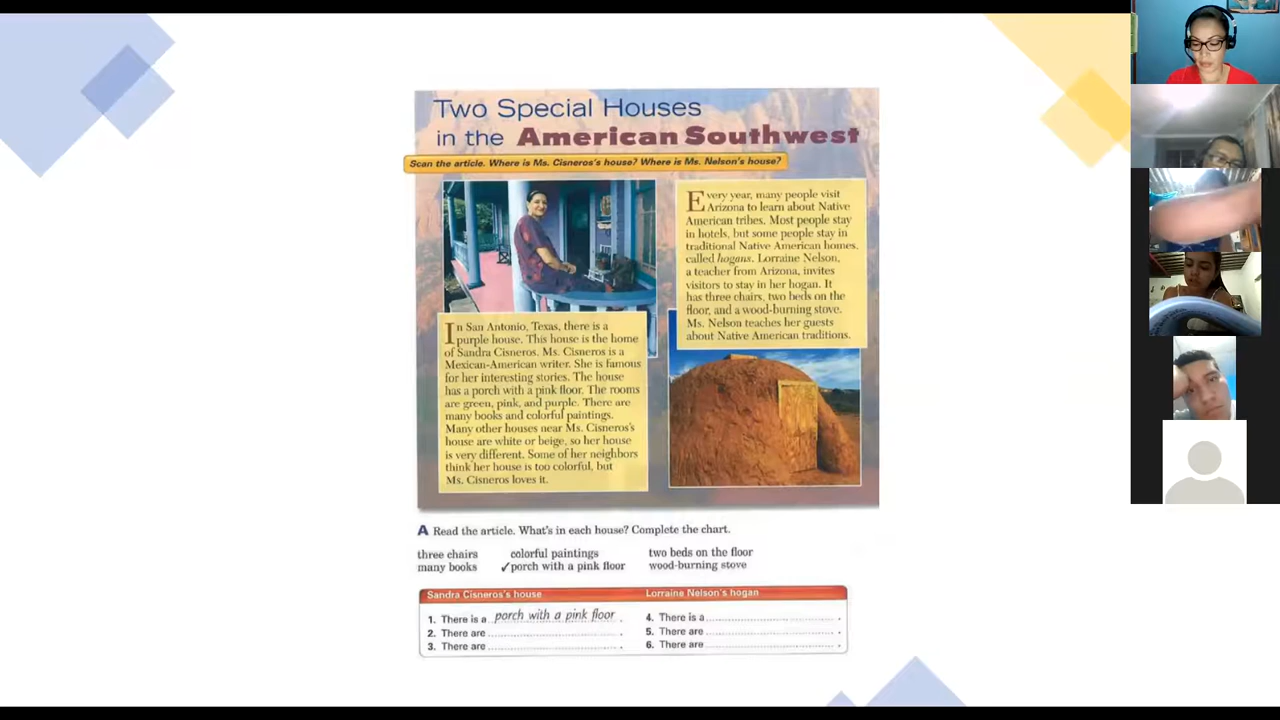 Two Special Houses
in the American Southwest
Scan the article. Where is Ms. Cisneros's house? Where is Ms. Nelson's house?
In San Antonio, Texas, there is a
purple house. This house is the home
of Sandra Cisneros. Ms. Cisneros is a
Mexican-American writer. She is famous
for her interesting stories. The house
has a porch with a pink floor. The rooms
are green, pink, and purple. There are
many books and colorful paintings.
Many other houses near Ms. Cisneros's
house are white or beige, so her house
is very different. Some of her neighbors
think her house is too colorful, but
Ms. Cisneros loves it.
Every year, many people visit
Arizona to learn about Native
American tribes. Most people stay
in hotels, but some people stay in
traditional Native American homes,
called hogans. Lorraine Nelson,
a teacher from Arizona, invites
visitors to stay in her hogan. It
has three chairs, two beds on the
floor, and a wood-burning stove.
Ms. Nelson teaches her guests
about Native American traditions.
A Read the article. What's in each house? Complete the chart.
three chairs colorful paintings two beds on the floor
many books ✓porch with a pink floor wood-burning stove
Sandra Cisneros's house Lorraine Nelson's hogan
1. There is a porch with a pink floor. 4. There is a .
2. There are . 5. There are .
3. There are . 6. There are .